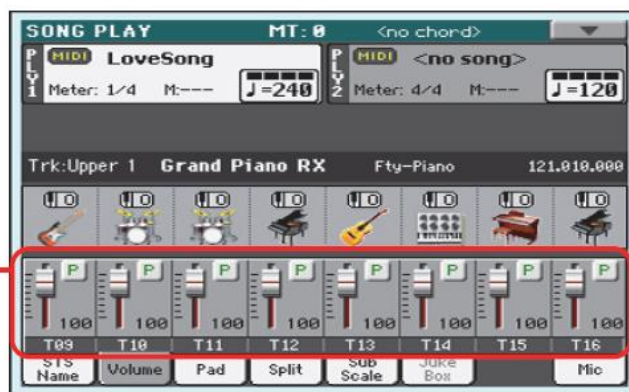 SONG PLAY MT: 0 <no chord>
PLY1 MIDI LoveSong
Meter: 1/4 M:--- ♩=240
PLY2 MIDI <no song>
Meter: 4/4 M:--- ♩=120
Trk:Upper 1 Grand Piano RX Fty-Piano 121.010.000
P P P P P P P P
100 100 100 100 100 100 100 100
T09 T10 T11 T12 T13 T14 T15 T16
STS Name Volume Pad Split Sub Scale Juke Box Mic